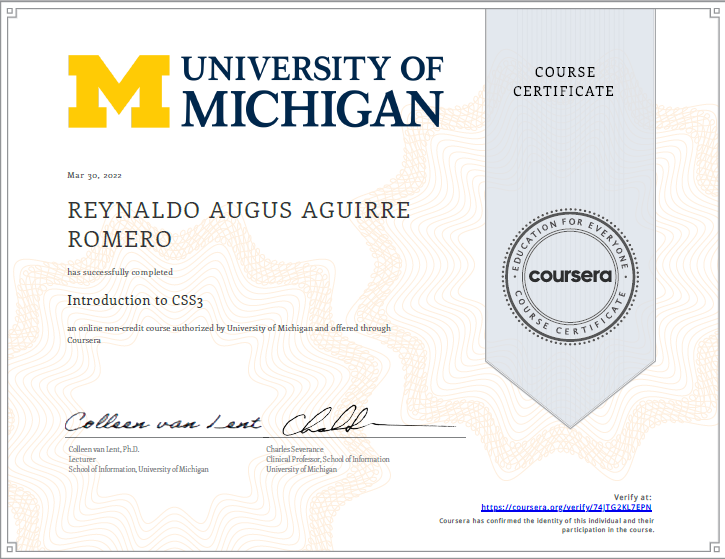 UNIVERSITY OF
MICHIGAN
COURSE
CERTIFICATE
Mar 30, 2022
REYNALDO AUGUS AGUIRRE
ROMERO
has successfully completed
Introduction to CSS3
an online non-credit course authorized by University of Michigan and offered through
Coursera
EDUCATION FOR EVERYONE
coursera
COURSE CERTIFICATE
Colleen van Lent
Colleen van Lent, Ph.D.
Lecturer
School of Information, University of Michigan
Charles Severance
Clinical Professor, School of Information
University of Michigan
Verify at:
https://coursera.org/verify/74JTG2KL7EPN
Coursera has confirmed the identity of this individual and their
participation in the course.